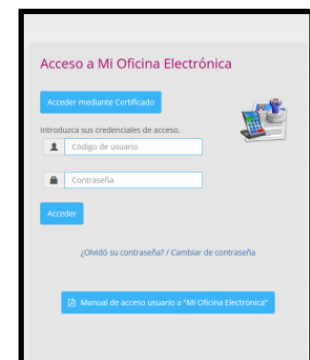 Acceso a Mi Oficina Electrónica
Acceder mediante Certificado
Introduzca sus credenciales de acceso.
Código de usuario
Contraseña
Acceder
¿Olvidó su contraseña? / Cambiar de contraseña
Manual de acceso usuario a "Mi Oficina Electrónica"